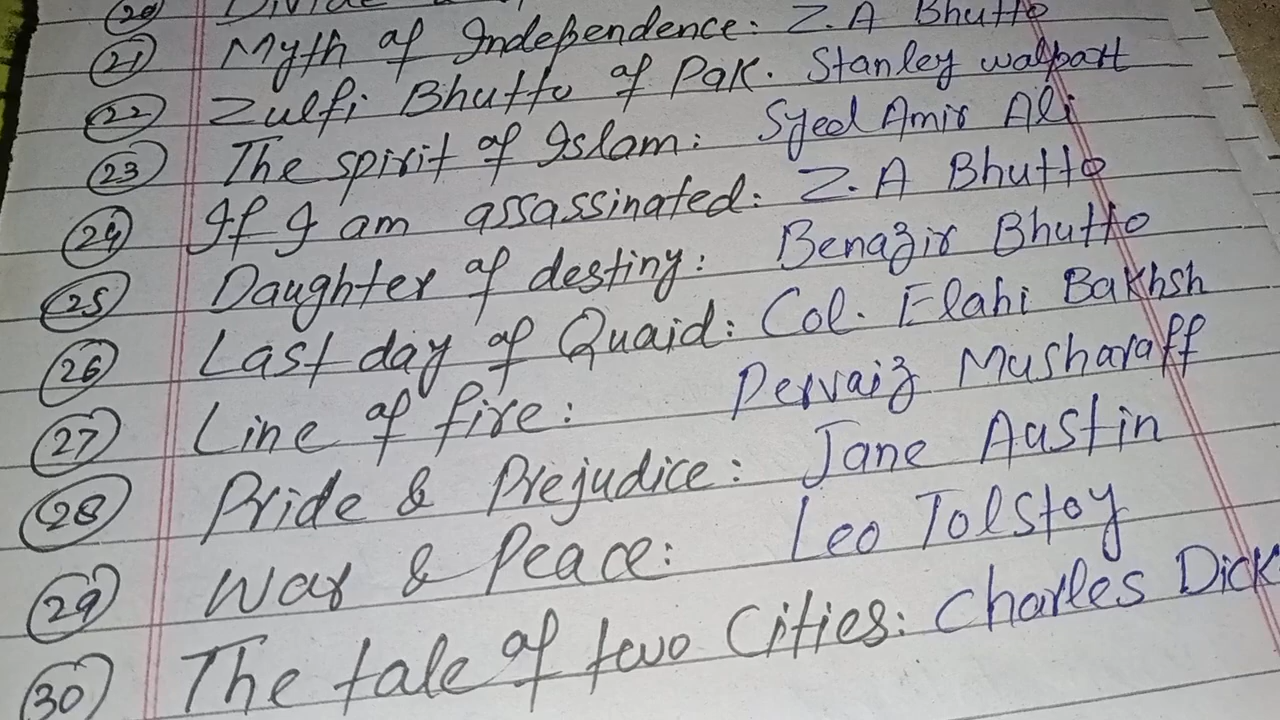 (20) Divide
(21) Myth of Independence: Z.A Bhutto
(22) Zulfi Bhutto of Pak. Stanley walpart
(23) The spirit of Islam: Syed Amir Ali
(24) If I am assassinated: Z.A Bhutto
(25) Daughter of destiny: Benazir Bhutto
(26) Last day of Quaid: Col. Elahi Bakhsh
(27) Line of fire: Pervaiz Musharaff
(28) Pride & Prejudice: Jane Austin
(29) War & Peace: Leo Tolstoy
(30) The tale of two Cities: Charles Dick